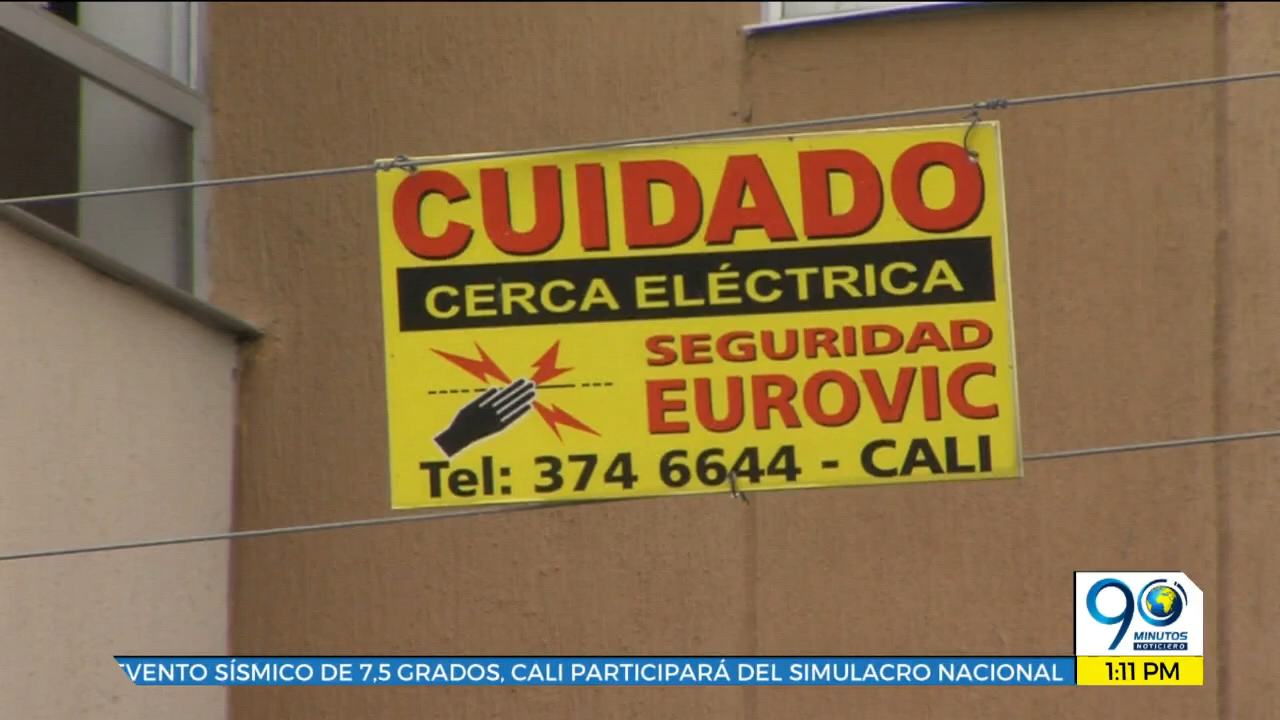 CUIDADO
CERCA ELÉCTRICA
SEGURIDAD
EUROVIC
Tel: 374 6644 - CALI
90
MINUTOS
NOTICIERO
EVENTO SÍSMICO DE 7,5 GRADOS, CALI PARTICIPARÁ DEL SIMULACRO NACIONAL
1:11 PM